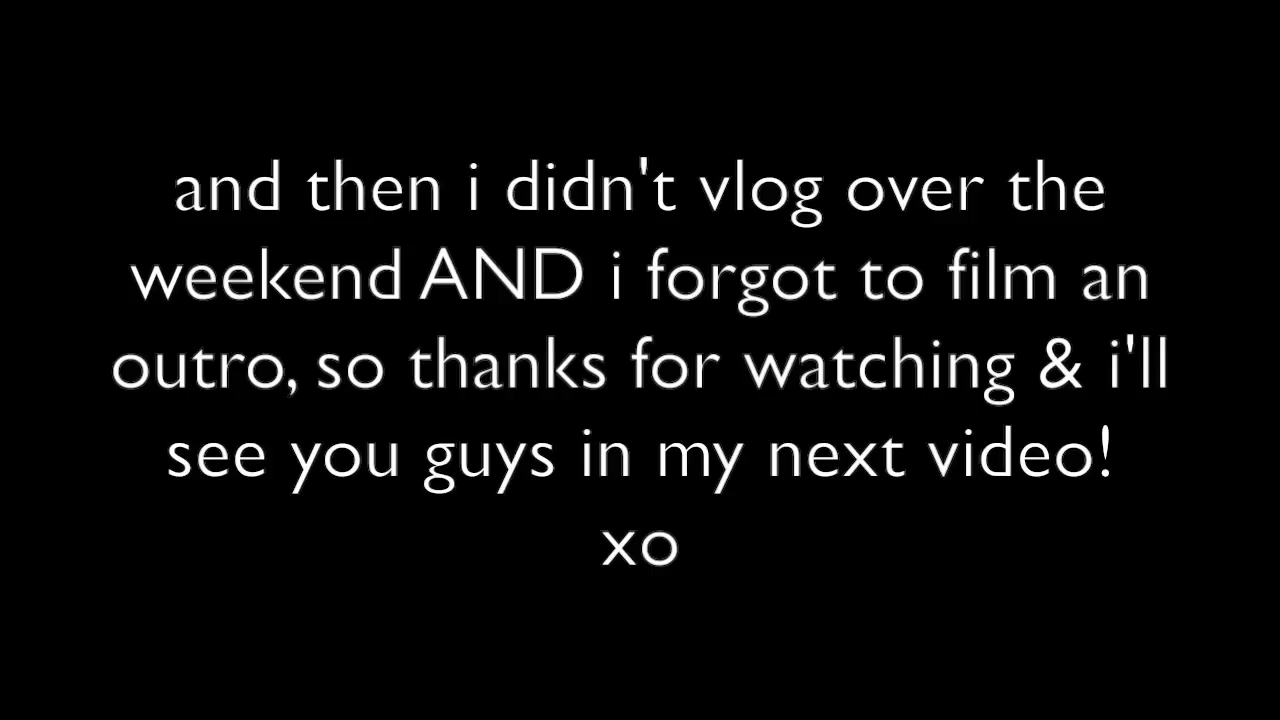 and then i didn't vlog over the
weekend AND i forgot to film an
outro, so thanks for watching & i'll
see you guys in my next video!
xo